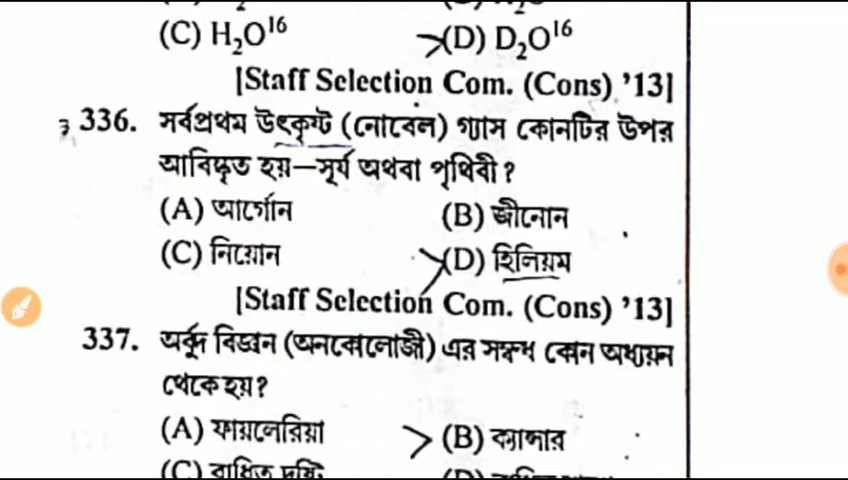 (C) H₂O¹⁶ (D) D₂O¹⁶
[Staff Selection Com. (Cons) '13]
336. সর্বপ্রথম উৎকৃষ্ট (নোবেল) গ্যাস কোনটির উপর
আবিষ্কৃত হয়—সূর্য অথবা পৃথিবী?
(A) আর্গোন (B) জীনোন
(C) নিয়োন (D) হিলিয়ম
[Staff Selection Com. (Cons) '13]
337. অর্বুদ বিজ্ঞান (অনকোলোজী) এর সম্বন্ধ কোন অধ্যয়ন
থেকে হয়?
(A) ফায়লেরিয়া (B) ক্যান্সার
(C) বাধিত দৃষ্টি (D)